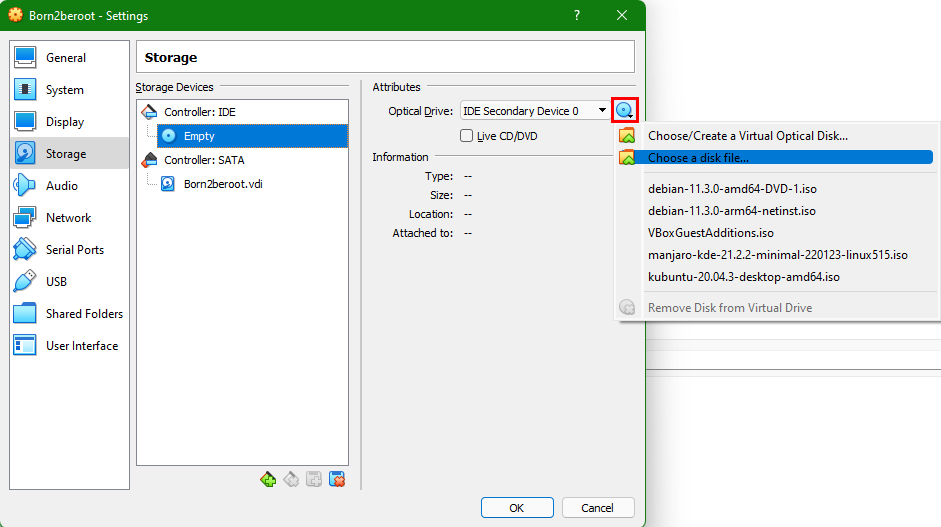 Born2beroot - Settings
?
General
System
Display
Storage
Audio
Network
Serial Ports
USB
Shared Folders
User Interface
Storage
Storage Devices
Controller: IDE
Empty
Controller: SATA
Born2beroot.vdi
Attributes
Optical Drive: IDE Secondary Device 0
Live CD/DVD
Information
Type: --
Size: --
Location: --
Attached to: --
Choose/Create a Virtual Optical Disk...
Choose a disk file...
debian-11.3.0-amd64-DVD-1.iso
debian-11.3.0-arm64-netinst.iso
VBoxGuestAdditions.iso
manjaro-kde-21.2.2-minimal-220123-linux515.iso
kubuntu-20.04.3-desktop-amd64.iso
Remove Disk from Virtual Drive
OK
Cancel